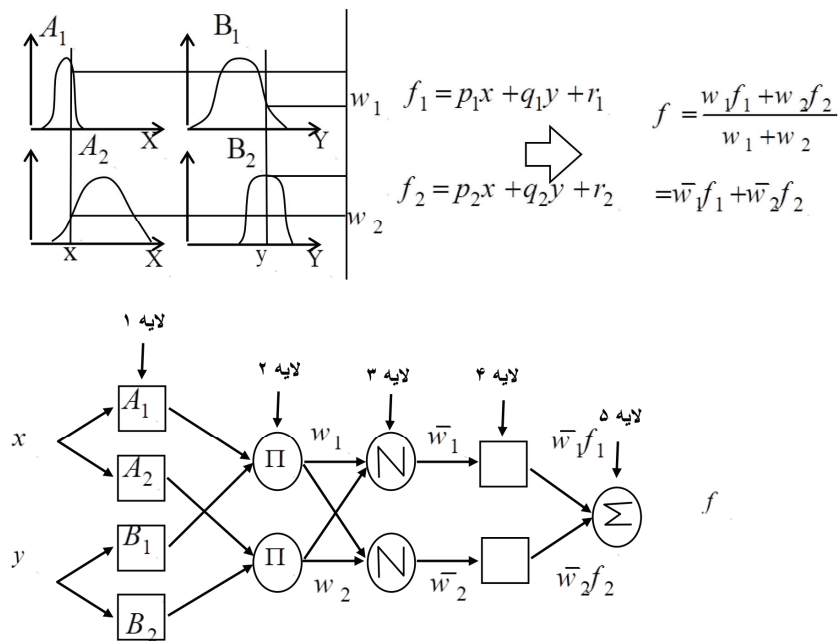 A₁ B₁
w₁ f₁ = p₁x + q₁y + r₁ f = (w₁f₁ + w₂f₂) / (w₁ + w₂)
X Y
A₂ B₂
f₂ = p₂x + q₂y + r₂ = w̄₁f₁ + w̄₂f₂
w₂
x X y Y
لایه ۱
لایه ۲ لایه ۳ لایه ۴
لایه ۵
A₁
x Π w₁ N w̄₁ w̄₁f₁
A₂
Σ f
B₁
y Π w₂ N w̄₂ w̄₂f₂
B₂